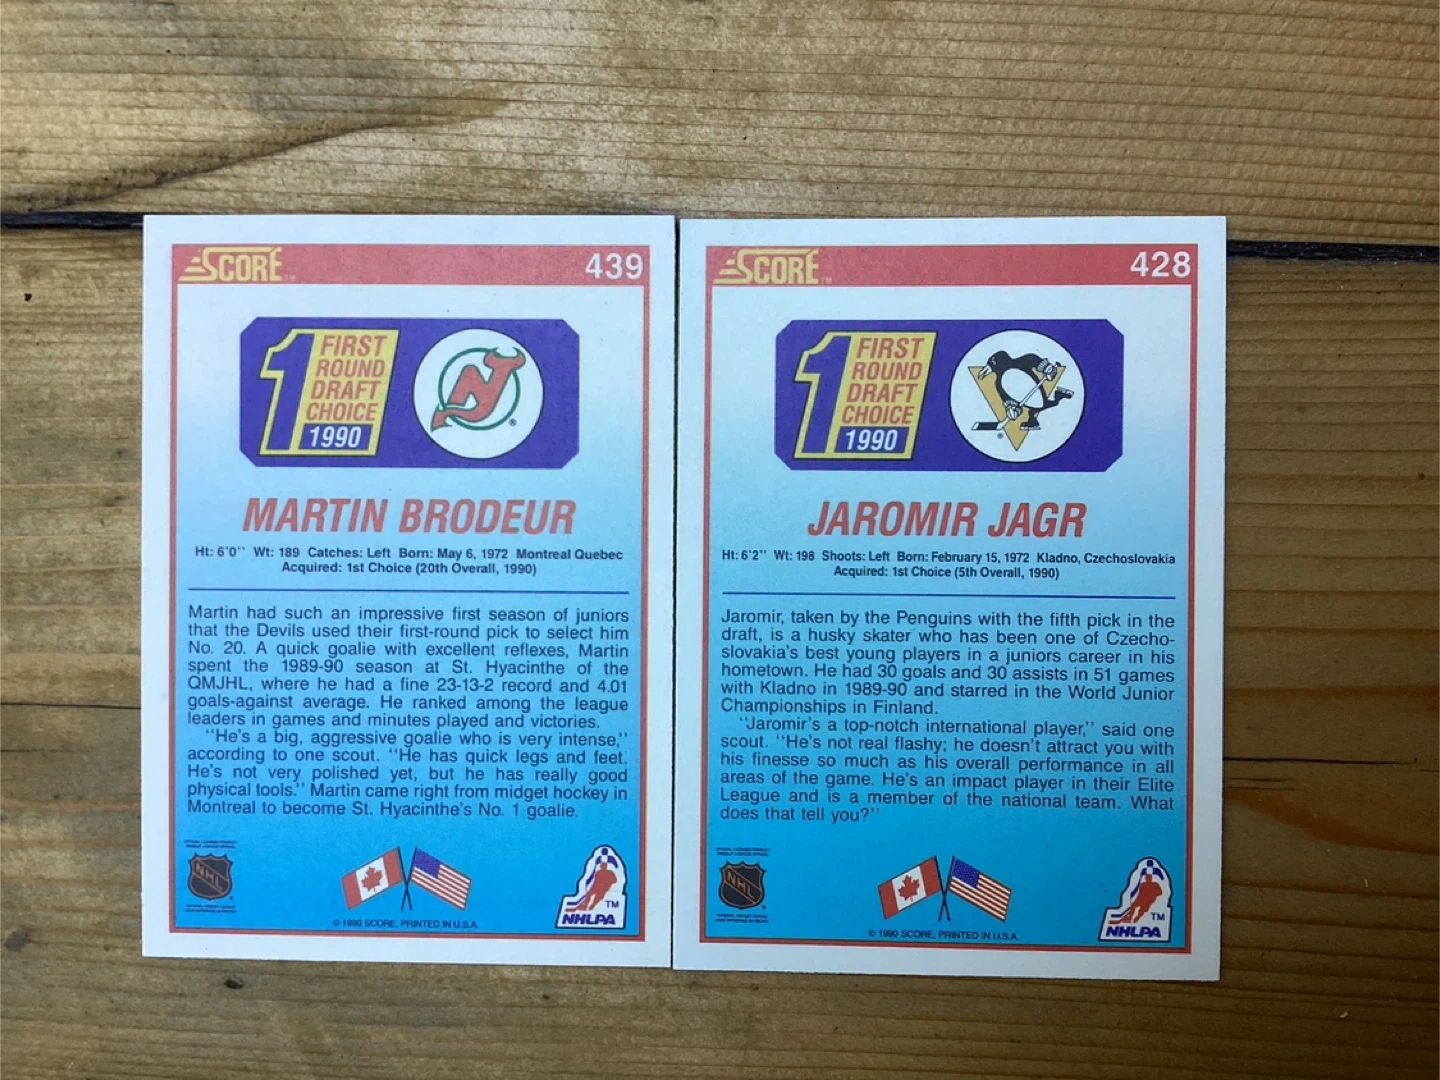 SCORE™ 439
1 FIRST
ROUND
DRAFT
CHOICE
1990
MARTIN BRODEUR
Ht: 6'0'' Wt: 189 Catches: Left Born: May 6, 1972 Montreal Quebec
Acquired: 1st Choice (20th Overall, 1990)
Martin had such an impressive first season of juniors
that the Devils used their first-round pick to select him
No. 20. A quick goalie with excellent reflexes, Martin
spent the 1989-90 season at St. Hyacinthe of the
QMJHL, where he had a fine 23-13-2 record and 4.01
goals-against average. He ranked among the league
leaders in games and minutes played and victories.
''He's a big, aggressive goalie who is very intense,''
according to one scout. ''He has quick legs and feet.
He's not very polished yet, but he has really good
physical tools.'' Martin came right from midget hockey in
Montreal to become St. Hyacinthe's No. 1 goalie.
NHL
© 1990 SCORE, PRINTED IN U.S.A.
TM
NHLPA
SCORE™ 428
1 FIRST
ROUND
DRAFT
CHOICE
1990
JAROMIR JAGR
Ht: 6'2'' Wt: 198 Shoots: Left Born: February 15, 1972 Kladno, Czechoslovakia
Acquired: 1st Choice (5th Overall, 1990)
Jaromir, taken by the Penguins with the fifth pick in the
draft, is a husky skater who has been one of Czecho-
slovakia's best young players in a juniors career in his
hometown. He had 30 goals and 30 assists in 51 games
with Kladno in 1989-90 and starred in the World Junior
Championships in Finland.
''Jaromir's a top-notch international player,'' said one
scout. ''He's not real flashy; he doesn't attract you with
his finesse so much as his overall performance in all
areas of the game. He's an impact player in their Elite
League and is a member of the national team. What
does that tell you?''
NHL
© 1990 SCORE, PRINTED IN U.S.A.
TM
NHLPA